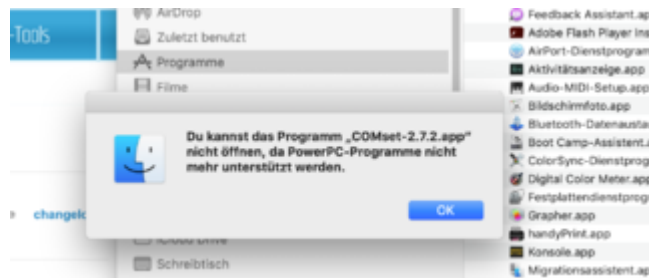 -Tools
AirDrop
Zuletzt benutzt
Programme
Filme
Du kannst das Programm „COMset-2.7.2.app“
nicht öffnen, da PowerPC-Programme nicht
mehr unterstützt werden.
OK
changelo
iCloud Drive
Schreibtisch
Feedback Assistant.ap
Adobe Flash Player Ins
AirPort-Dienstprogram
Aktivitätsanzeige.app
Audio-MIDI-Setup.app
Bildschirmfoto.app
Bluetooth-Datenausta
Boot Camp-Assistent.a
ColorSync-Dienstprog
Digital Color Meter.app
Festplattendienstprog
Grapher.app
handyPrint.app
Konsole.app
Migrationsassistent.ap